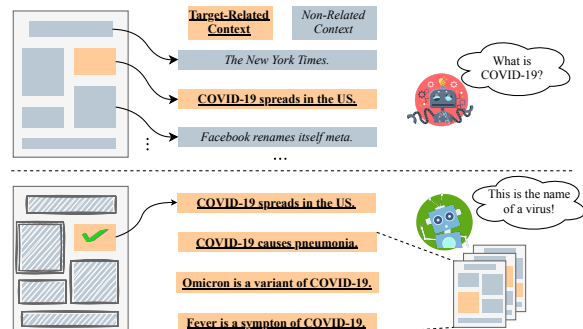 Target-Related
Context
Non-Related
Context
The New York Times.
COVID-19 spreads in the US.
Facebook renames itself meta.
...
...
What is
COVID-19?
COVID-19 spreads in the US.
COVID-19 causes pneumonia.
Omicron is a variant of COVID-19.
Fever is a sympton of COVID-19.
This is the name
of a virus!